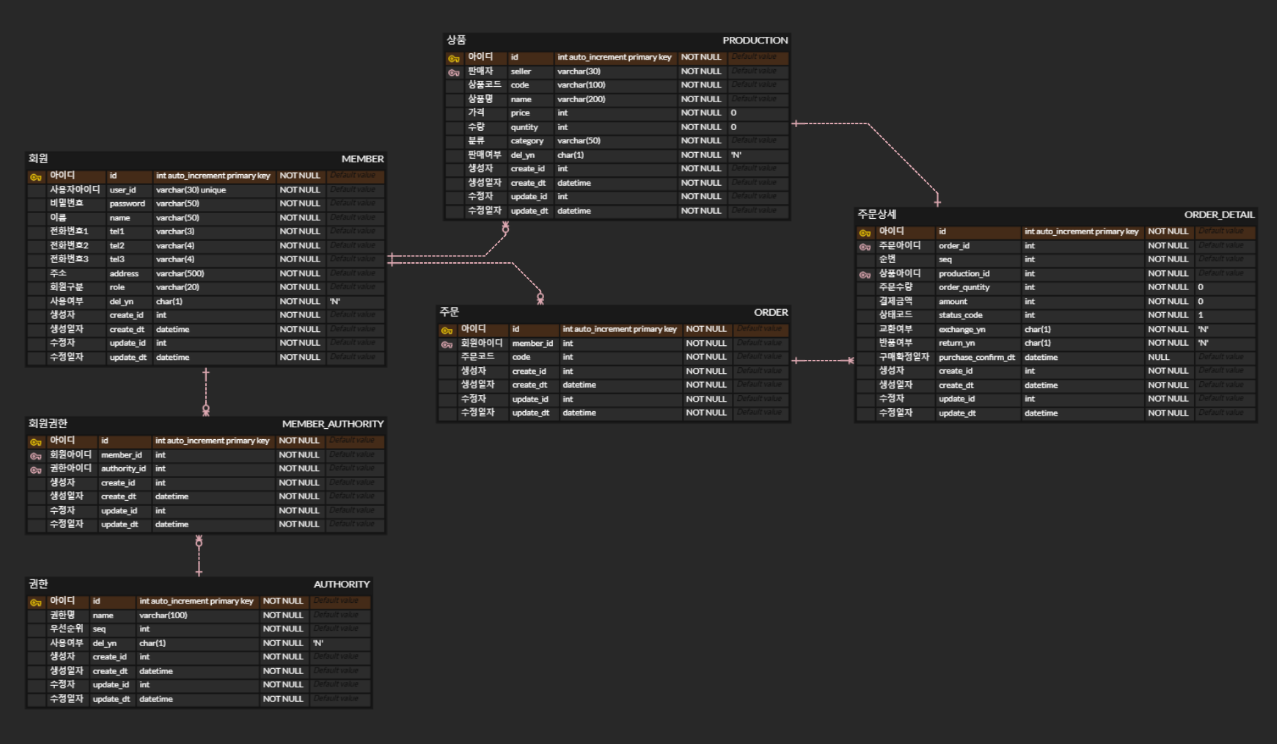 상품 PRODUCTION
아이디 id int auto_increment primary key NOT NULL Default value
판매자 seller varchar(30) NOT NULL Default value
상품코드 code varchar(100) NOT NULL Default value
상품명 name varchar(200) NOT NULL Default value
가격 price int NOT NULL 0
수량 quntity int NOT NULL 0
분류 category varchar(50) NOT NULL Default value
판매여부 del_yn char(1) NOT NULL 'N'
생성자 create_id int NOT NULL Default value
생성일자 create_dt datetime NOT NULL Default value
수정자 update_id int NOT NULL Default value
수정일자 update_dt datetime NOT NULL Default value
회원 MEMBER
아이디 id int auto_increment primary key NOT NULL Default value
사용자아이디 user_id varchar(30) unique NOT NULL Default value
비밀번호 password varchar(50) NOT NULL Default value
이름 name varchar(50) NOT NULL Default value
전화번호1 tel1 varchar(3) NOT NULL Default value
전화번호2 tel2 varchar(4) NOT NULL Default value
전화번호3 tel3 varchar(4) NOT NULL Default value
주소 address varchar(500) NOT NULL Default value
회원구분 role varchar(20) NOT NULL Default value
사용여부 del_yn char(1) NOT NULL 'N'
생성자 create_id int NOT NULL Default value
생성일자 create_dt datetime NOT NULL Default value
수정자 update_id int NOT NULL Default value
수정일자 update_dt datetime NOT NULL Default value
주문상세 ORDER_DETAIL
아이디 id int auto_increment primary key NOT NULL Default value
주문아이디 order_id int NOT NULL Default value
순번 seq int NOT NULL Default value
상품아이디 production_id int NOT NULL Default value
주문수량 order_quntity int NOT NULL 0
결제금액 amount int NOT NULL 0
상태코드 status_code int NOT NULL 1
교환여부 exchange_yn char(1) NOT NULL 'N'
반품여부 return_yn char(1) NOT NULL 'N'
구매확정일자 purchase_confirm_dt datetime NULL Default value
생성자 create_id int NOT NULL Default value
생성일자 create_dt datetime NOT NULL Default value
수정자 update_id int NOT NULL Default value
수정일자 update_dt datetime NOT NULL Default value
주문 ORDER
아이디 id int auto_increment primary key NOT NULL Default value
회원아이디 member_id int NOT NULL Default value
주문코드 code int NOT NULL Default value
생성자 create_id int NOT NULL Default value
생성일자 create_dt datetime NOT NULL Default value
수정자 update_id int NOT NULL Default value
수정일자 update_dt datetime NOT NULL Default value
회원권한 MEMBER_AUTHORITY
아이디 id int auto_increment primary key NOT NULL Default value
회원아이디 member_id int NOT NULL Default value
권한아이디 authority_id int NOT NULL Default value
생성자 create_id int NOT NULL Default value
생성일자 create_dt datetime NOT NULL Default value
수정자 update_id int NOT NULL Default value
수정일자 update_dt datetime NOT NULL Default value
권한 AUTHORITY
아이디 id int auto_increment primary key NOT NULL Default value
권한명 name varchar(100) NOT NULL Default value
우선순위 seq int NOT NULL Default value
사용여부 del_yn char(1) NOT NULL 'N'
생성자 create_id int NOT NULL Default value
생성일자 create_dt datetime NOT NULL Default value
수정자 update_id int NOT NULL Default value
수정일자 update_dt datetime NOT NULL Default value